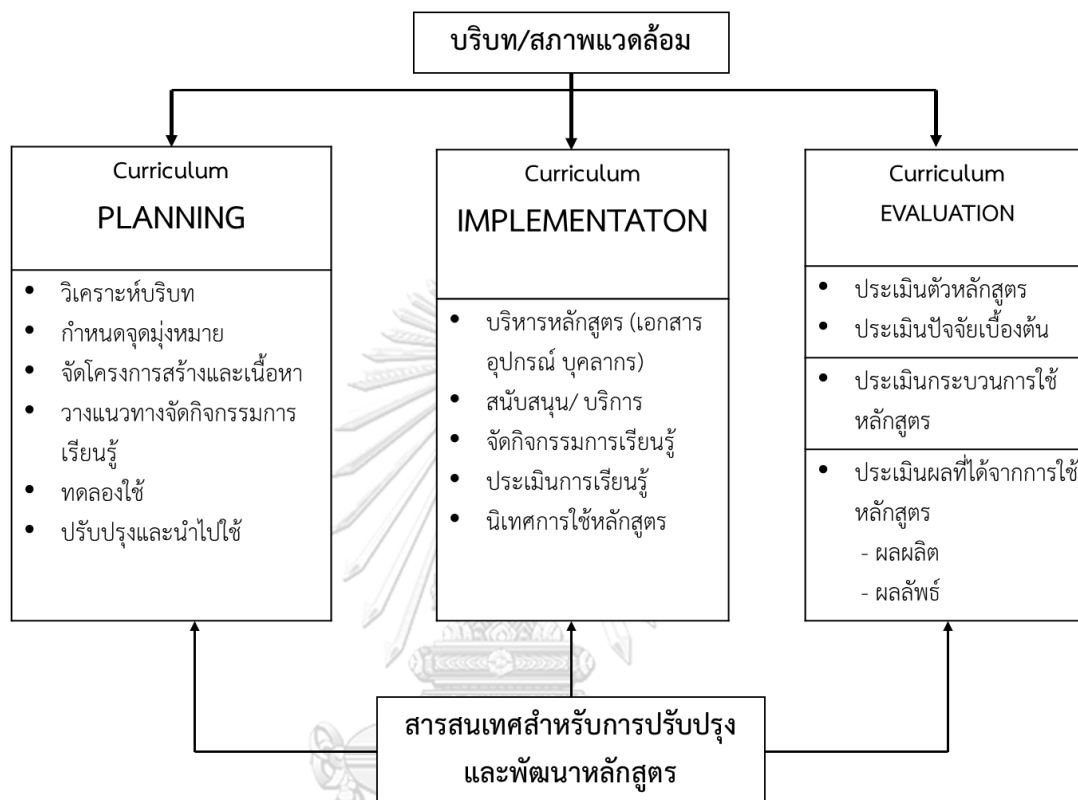 บริบท/สภาพแวดล้อม
Curriculum
PLANNING
• วิเคราะห์บริบท
• กำหนดจุดมุ่งหมาย
• จัดโครงการสร้างและเนื้อหา
• วางแนวทางจัดกิจกรรมการ
เรียนรู้
• ทดลองใช้
• ปรับปรุงและนำไปใช้
Curriculum
IMPLEMENTATON
• บริหารหลักสูตร (เอกสาร
อุปกรณ์ บุคลากร)
• สนับสนุน/ บริการ
• จัดกิจกรรมการเรียนรู้
• ประเมินการเรียนรู้
• นิเทศการใช้หลักสูตร
Curriculum
EVALUATION
• ประเมินตัวหลักสูตร
• ประเมินปัจจัยเบื้องต้น
• ประเมินกระบวนการใช้
หลักสูตร
• ประเมินผลที่ได้จากการใช้
หลักสูตร
- ผลผลิต
- ผลลัพธ์
สารสนเทศสำหรับการปรับปรุง
และพัฒนาหลักสูตร